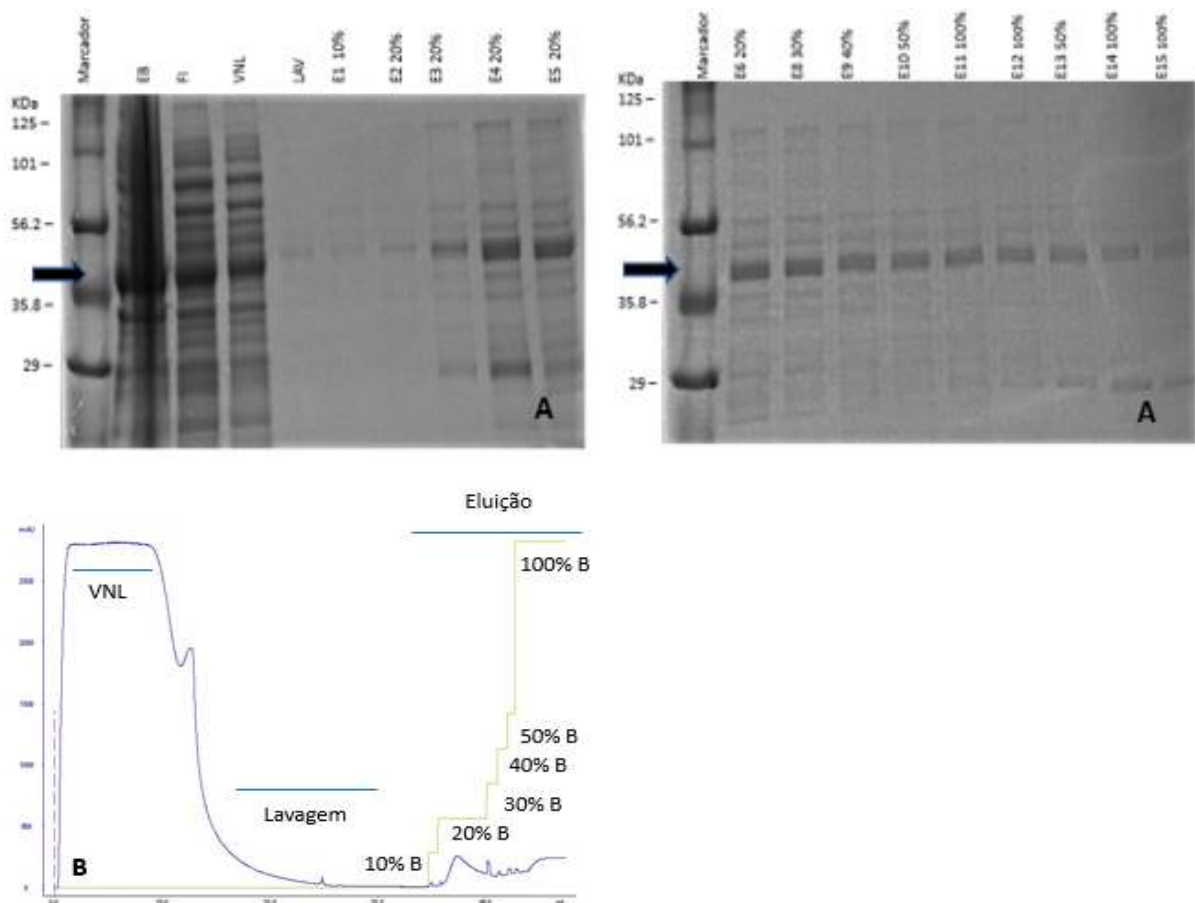 Marcador
EB
FI
VNL
LAV
E1 10%
E2 20%
E3 20%
E4 20%
E5 20%
KDa
125
101
56.2
35.8
29
A
Marcador
E6 20%
E8 30%
E9 40%
E10 50%
E11 100%
E12 100%
E13 50%
E14 100%
E15 100%
KDa
125
101
56.2
35.8
29
A
Eluição
100% B
VNL
50% B
40% B
30% B
Lavagem
20% B
10% B
B